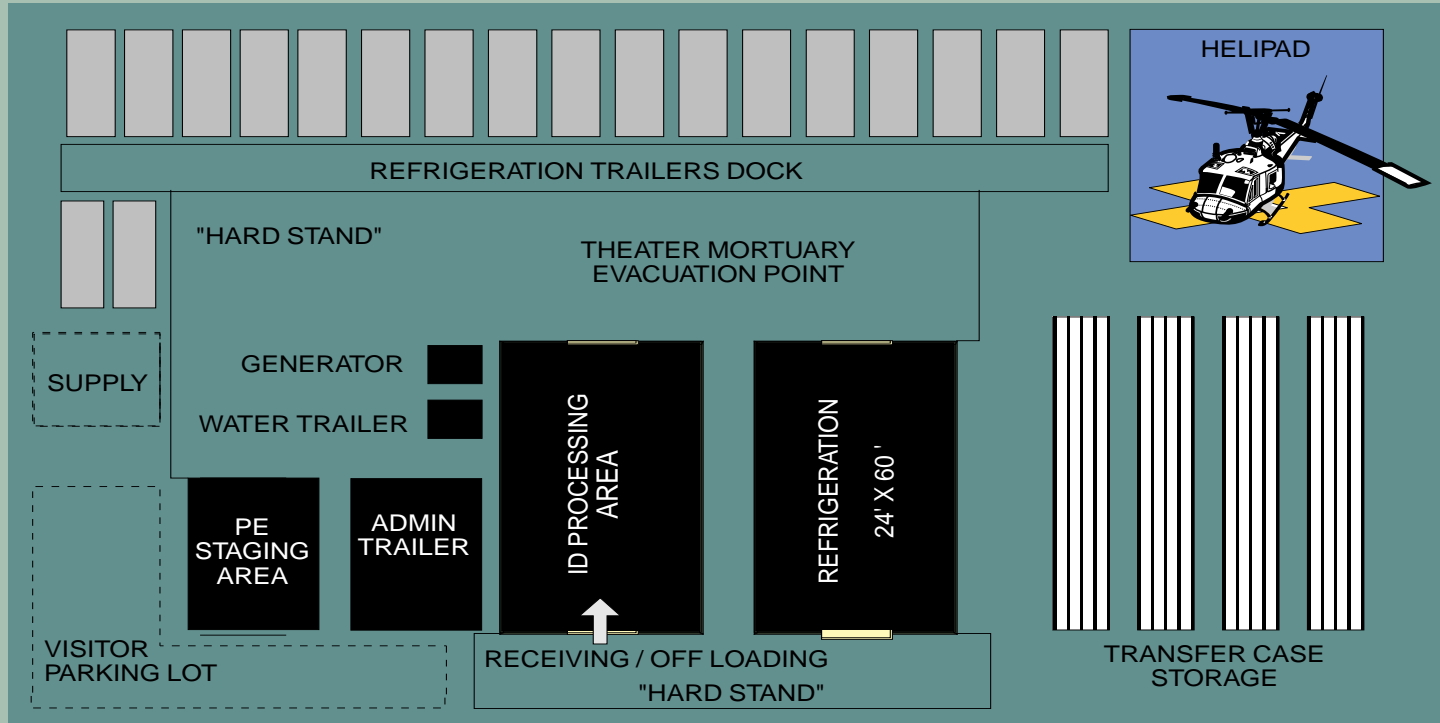 HELIPAD
REFRIGERATION TRAILERS DOCK
"HARD STAND"
THEATER MORTUARY
EVACUATION POINT
GENERATOR
SUPPLY
WATER TRAILER
ID PROCESSING
AREA
REFRIGERATION
24' X 60 '
PE
STAGING
AREA
ADMIN
TRAILER
VISITOR
PARKING LOT
RECEIVING / OFF LOADING
"HARD STAND"
TRANSFER CASE
STORAGE